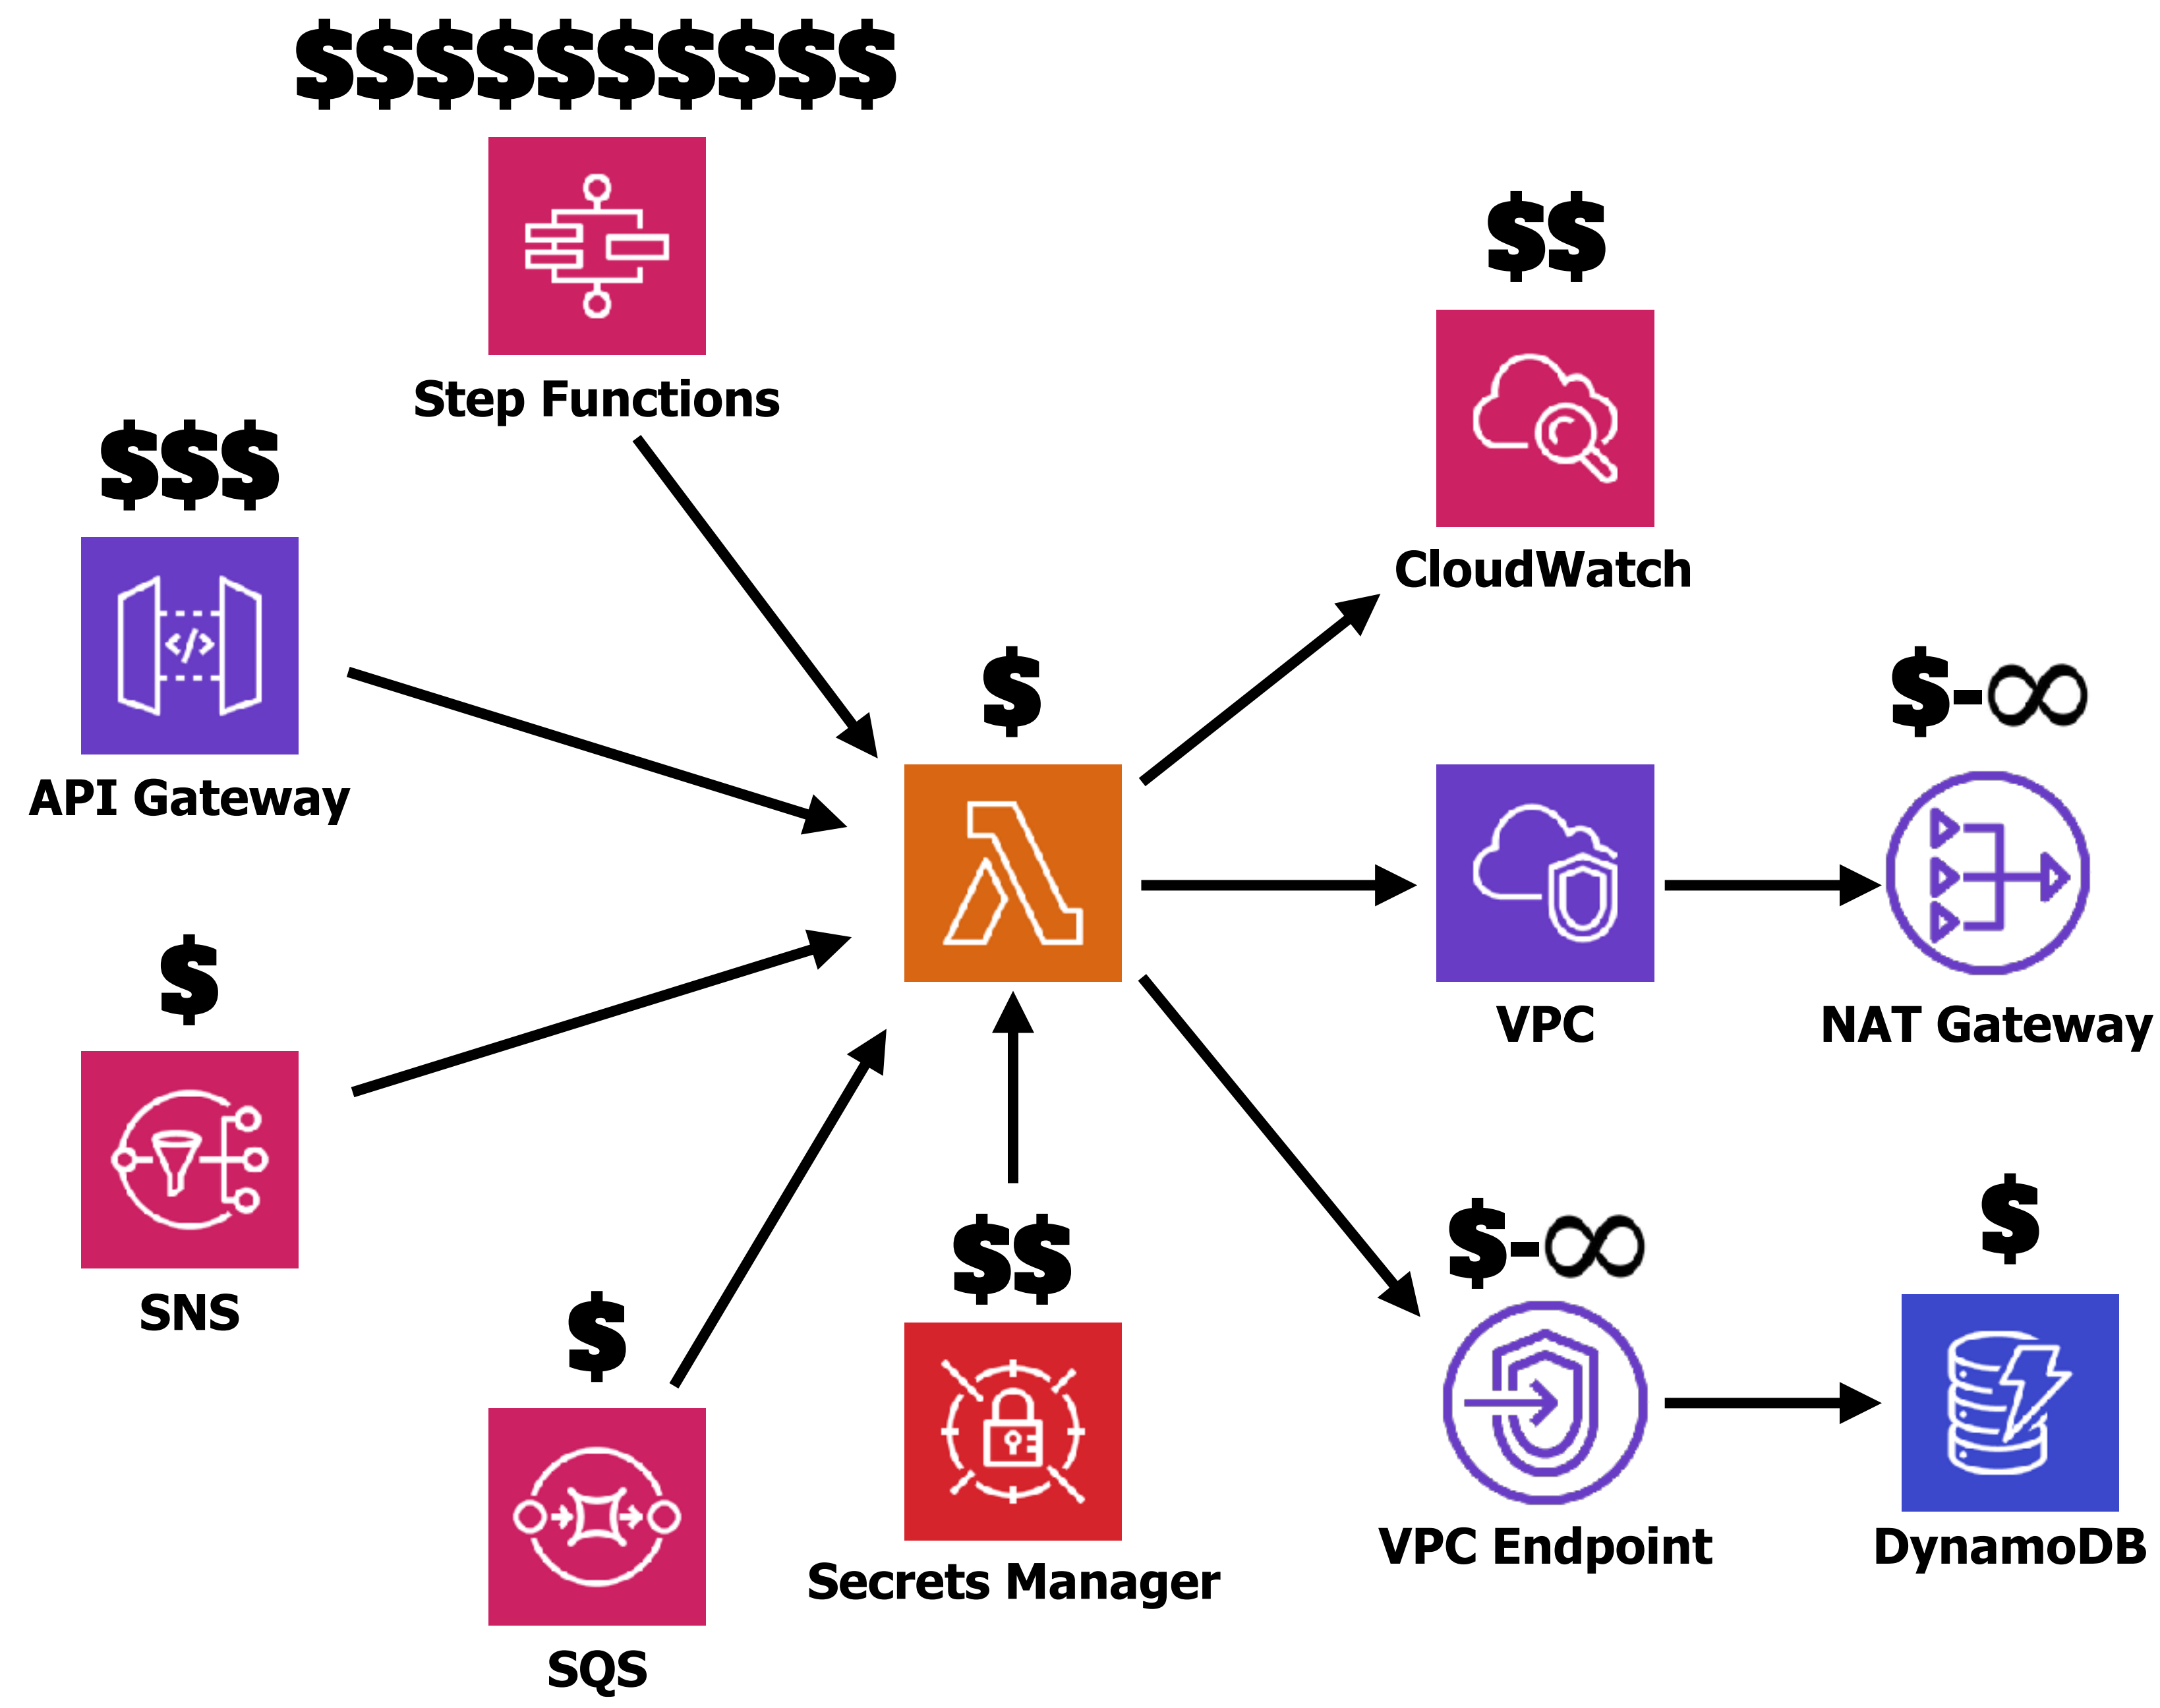 $$$$$$$$$$
Step Functions
$$
CloudWatch
$$$
</>
API Gateway
$
$-∞
VPC
NAT Gateway
$
SNS
$
SQS
$$
Secrets Manager
$-∞
VPC Endpoint
$
DynamoDB